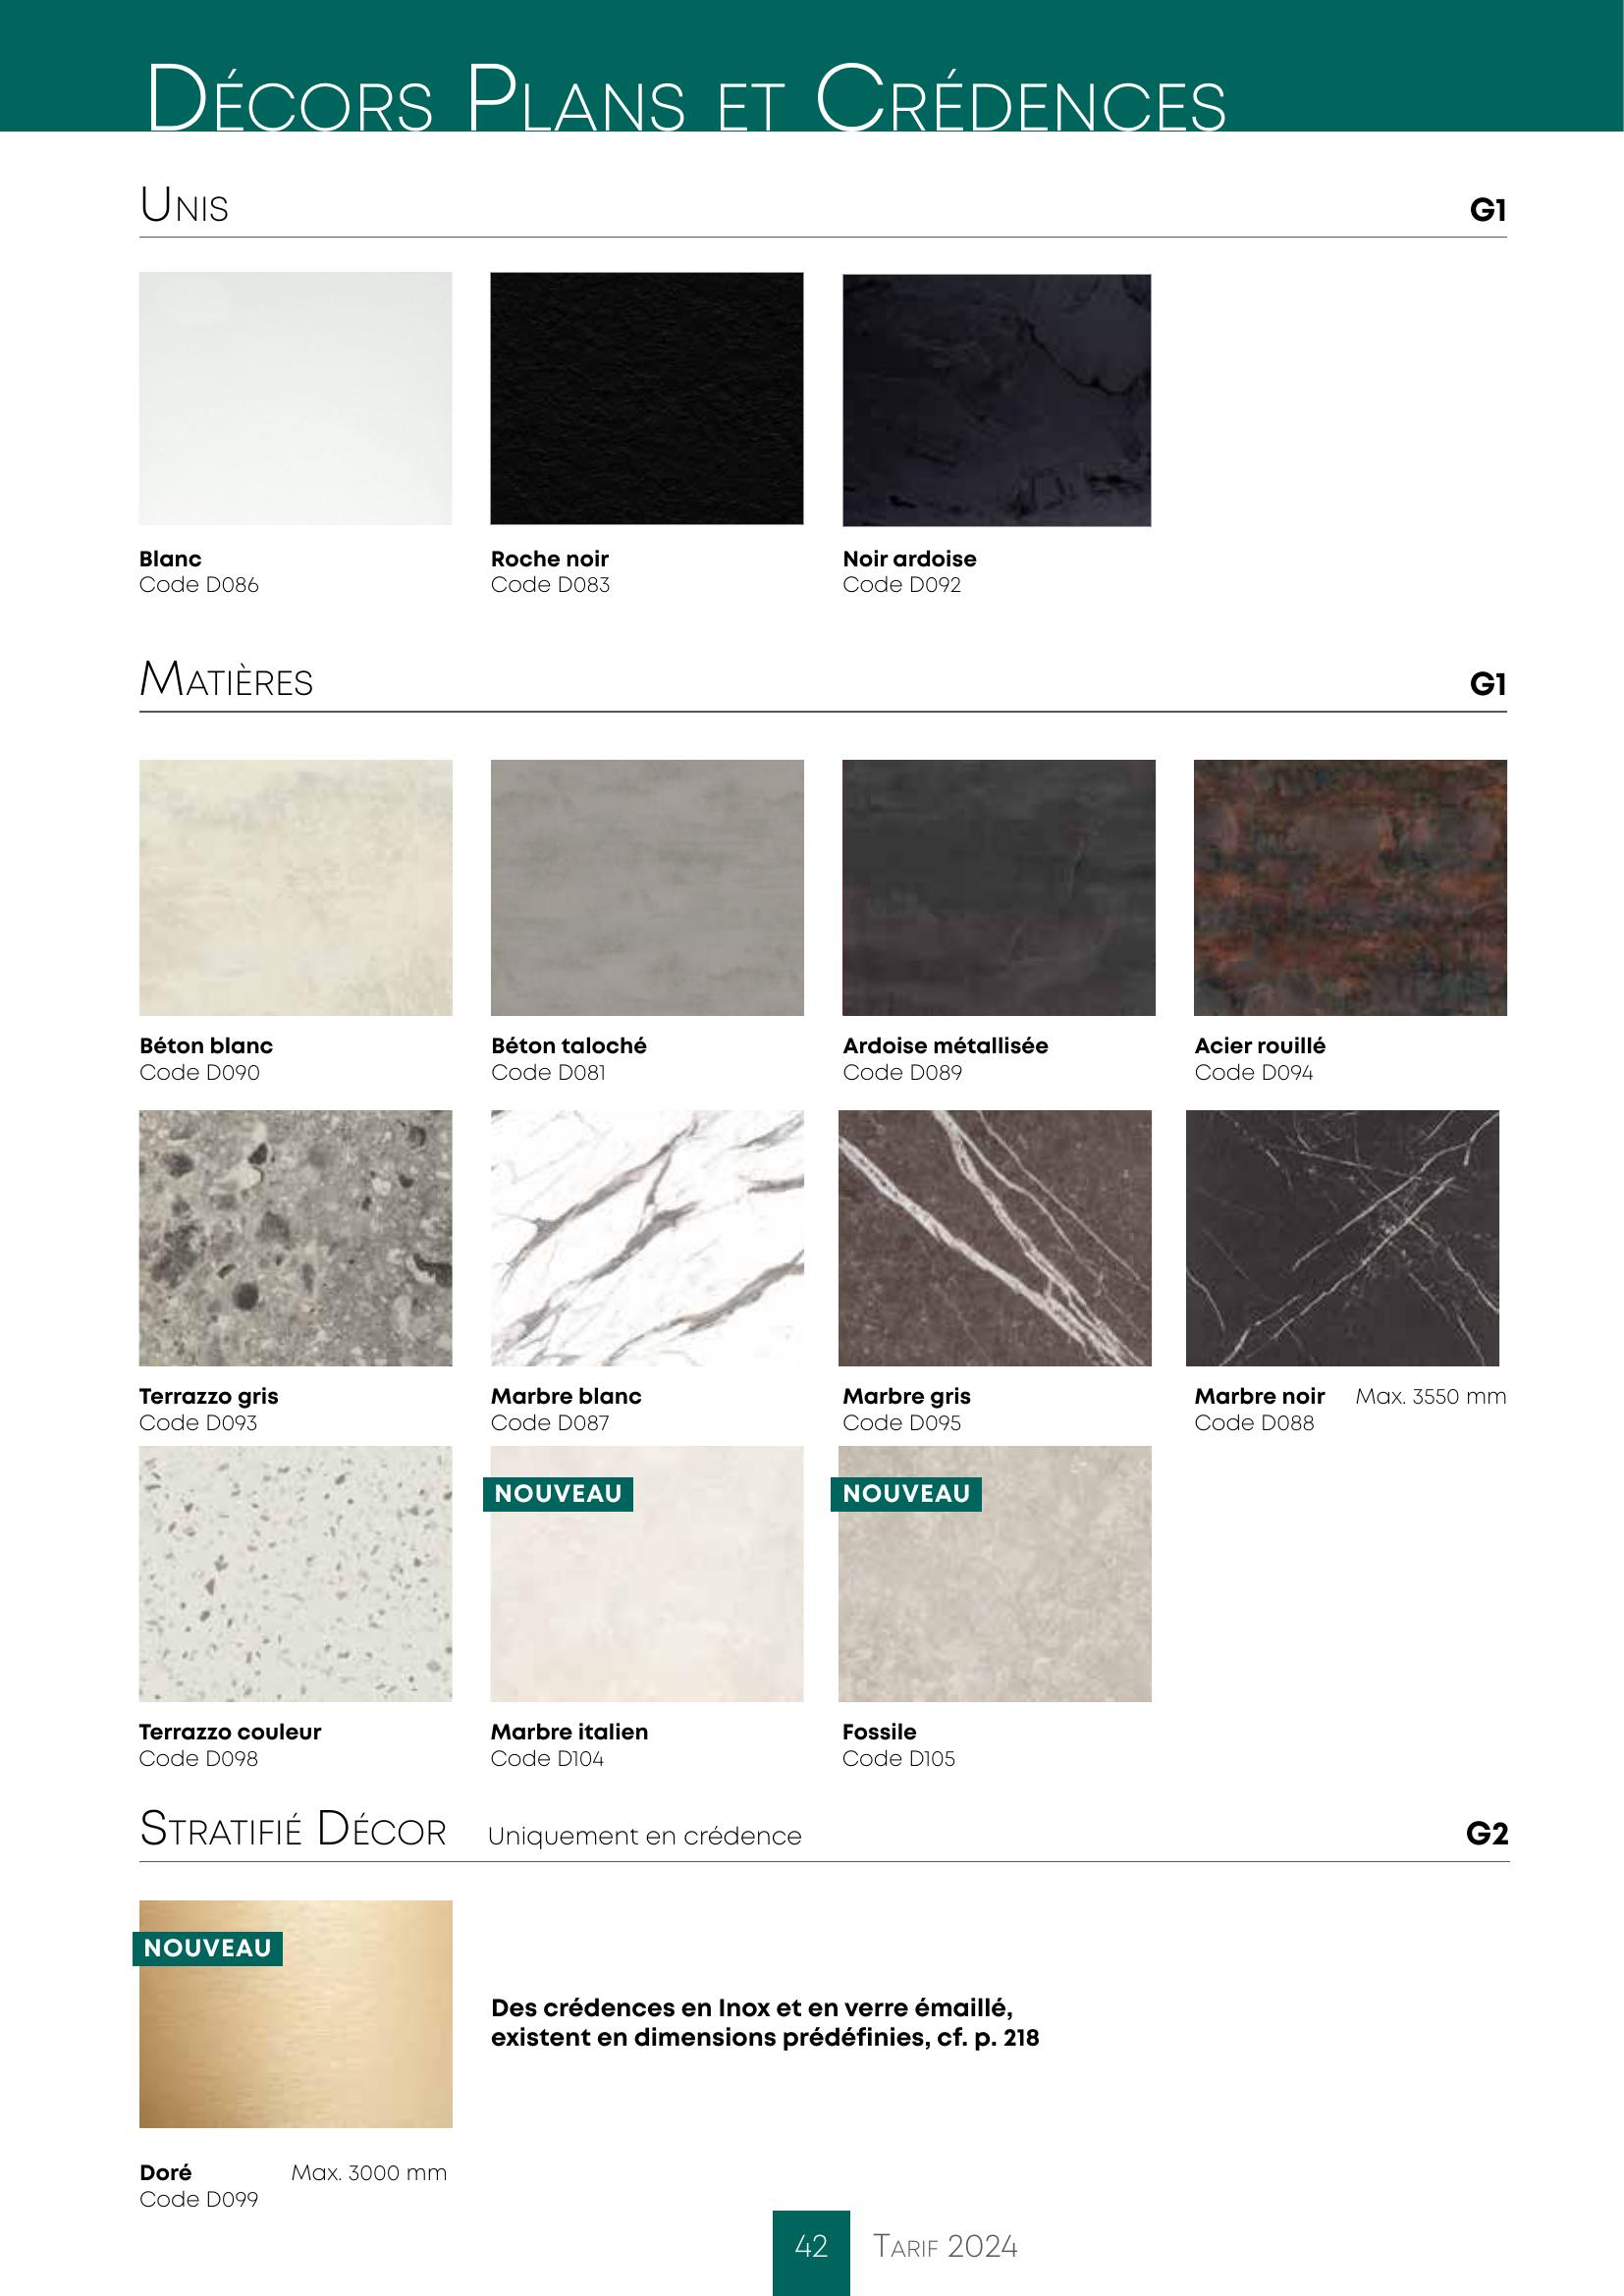 Décors Plans et Crédences
Unis G1
Blanc
Code D086
Roche noir
Code D083
Noir ardoise
Code D092
Matières G1
Béton blanc
Code D090
Béton taloché
Code D081
Ardoise métallisée
Code D089
Acier rouillé
Code D094
Terrazzo gris
Code D093
Marbre blanc
Code D087
Marbre gris
Code D095
Marbre noir Max. 3550 mm
Code D088
NOUVEAU
NOUVEAU
Terrazzo couleur
Code D098
Marbre italien
Code D104
Fossile
Code D105
Stratifié Décor Uniquement en crédence G2
NOUVEAU
Des crédences en Inox et en verre émaillé,
existent en dimensions prédéfinies, cf. p. 218
Doré Max. 3000 mm
Code D099
42 Tarif 2024